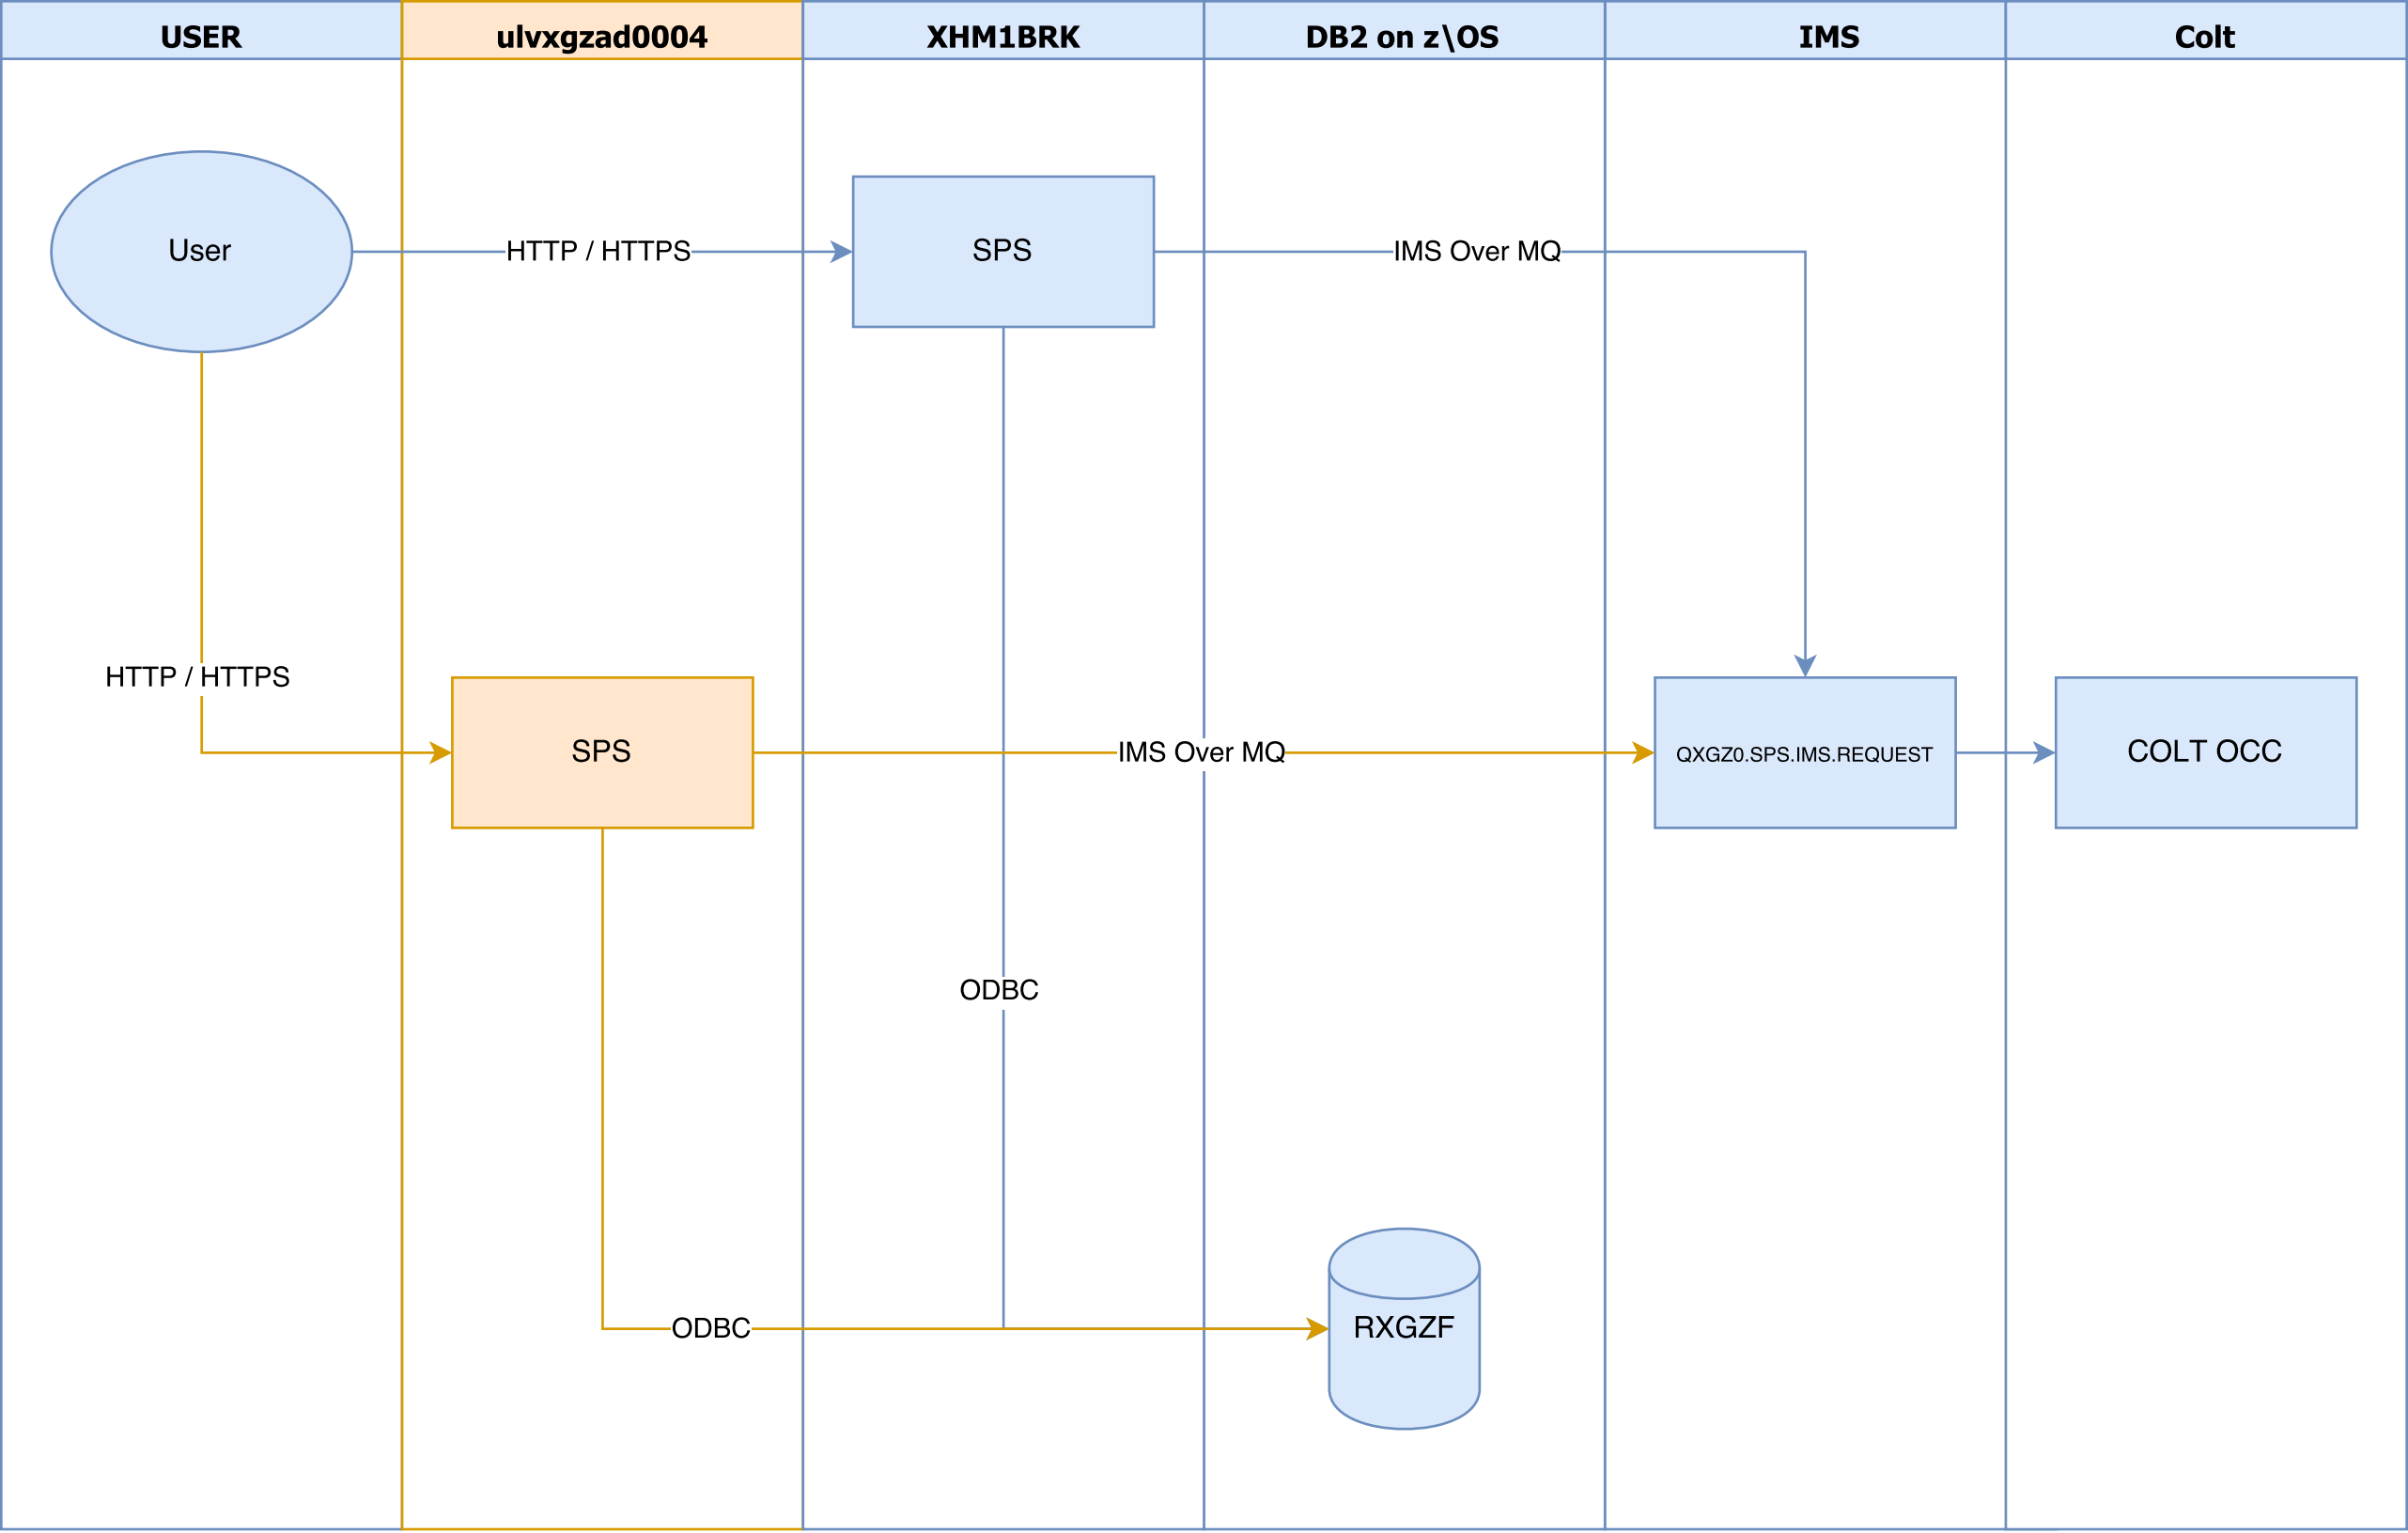 USER
ulvxgzad0004
XHM1BRK
DB2 on z\OS
IMS
Colt
User
HTTP / HTTPS
SPS
IMS Over MQ
HTTP / HTTPS
SPS
IMS Over MQ
QXGZ0.SPS.IMS.REQUEST
COLT OCC
ODBC
ODBC
RXGZF